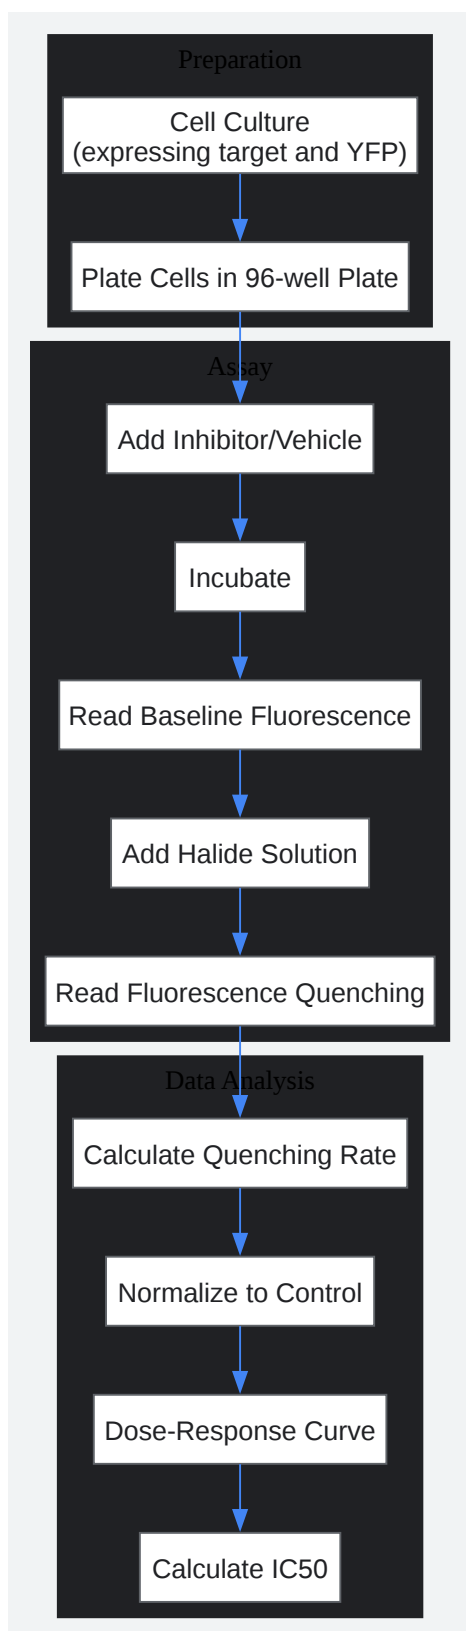 Preparation
Cell Culture
(expressing target and YFP)
Plate Cells in 96-well Plate
Assay
Add Inhibitor/Vehicle
Incubate
Read Baseline Fluorescence
Add Halide Solution
Read Fluorescence Quenching
Data Analysis
Calculate Quenching Rate
Normalize to Control
Dose-Response Curve
Calculate IC50